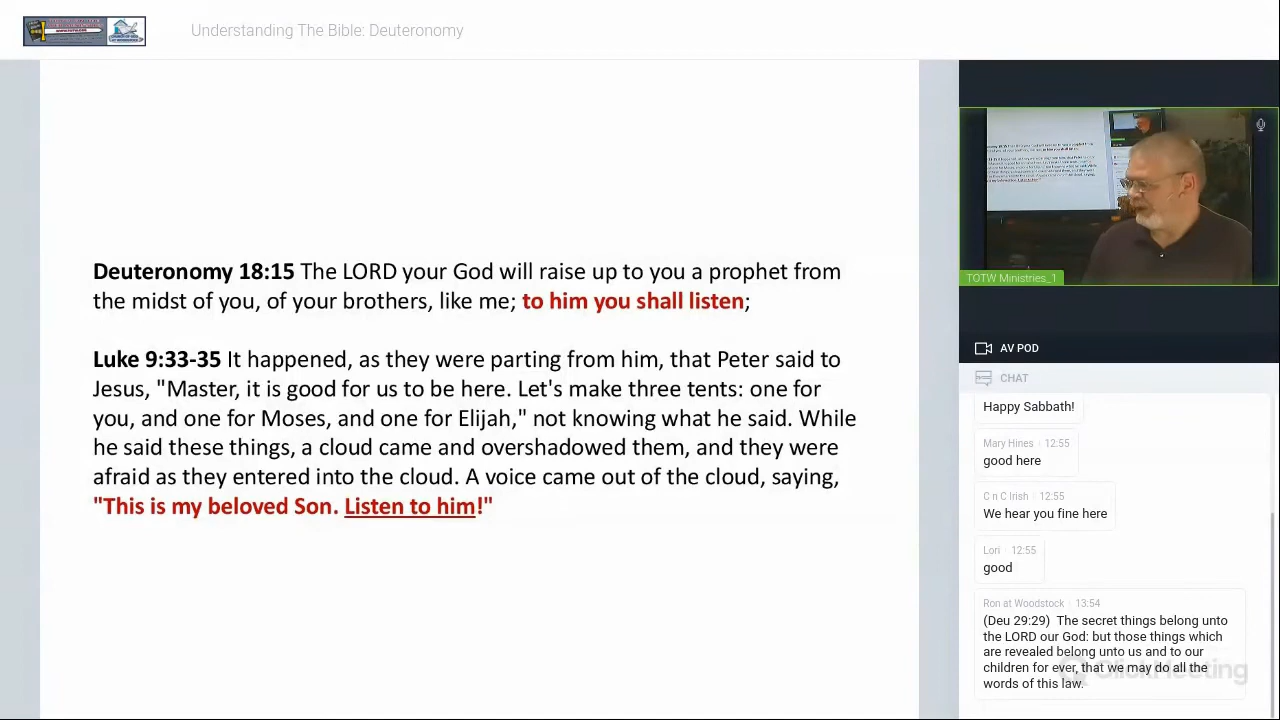 Understanding The Bible: Deuteronomy
Deuteronomy 18:15 The LORD your God will raise up to you a prophet from
the midst of you, of your brothers, like me; to him you shall listen;
Luke 9:33-35 It happened, as they were parting from him, that Peter said to
Jesus, "Master, it is good for us to be here. Let's make three tents: one for
you, and one for Moses, and one for Elijah," not knowing what he said. While
he said these things, a cloud came and overshadowed them, and they were
afraid as they entered into the cloud. A voice came out of the cloud, saying,
"This is my beloved Son. Listen to him!"
TOTW Ministries_1
AV POD
CHAT
Happy Sabbath!
Mary Hines · 12:55
good here
C n C Irish · 12:55
We hear you fine here
Lori · 12:55
good
Ron at Woodstock · 13:54
(Deu 29:29) The secret things belong unto
the LORD our God: but those things which
are revealed belong unto us and to our
children for ever, that we may do all the
words of this law.
ClickMeeting